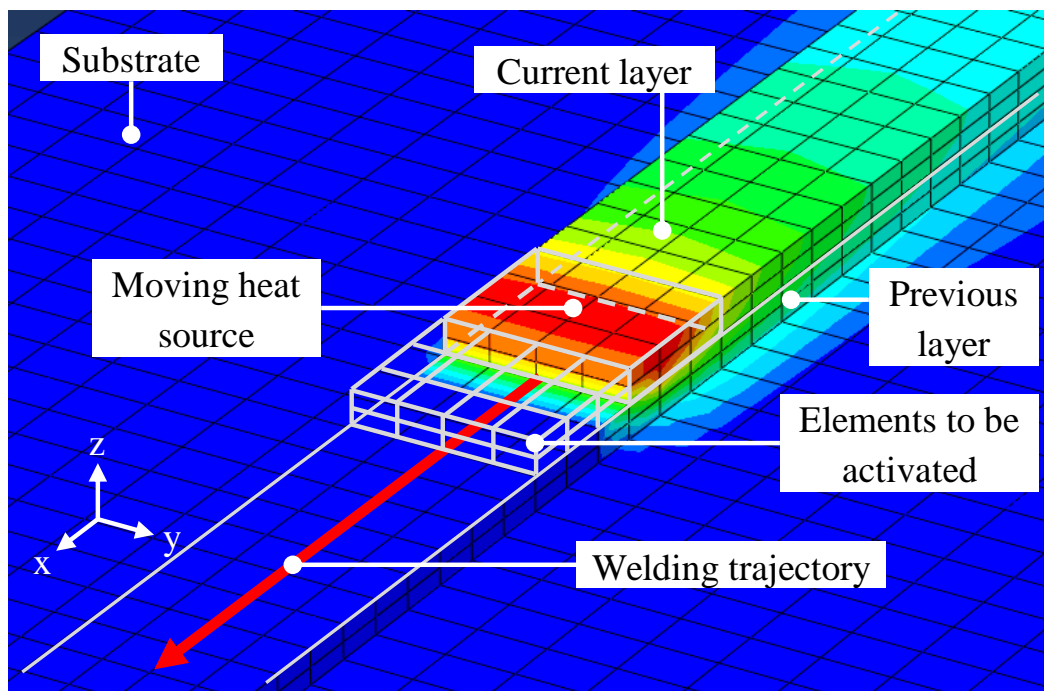 Substrate
Current layer
Moving heat
source
Previous
layer
Elements to be
activated
z
x
y
Welding trajectory